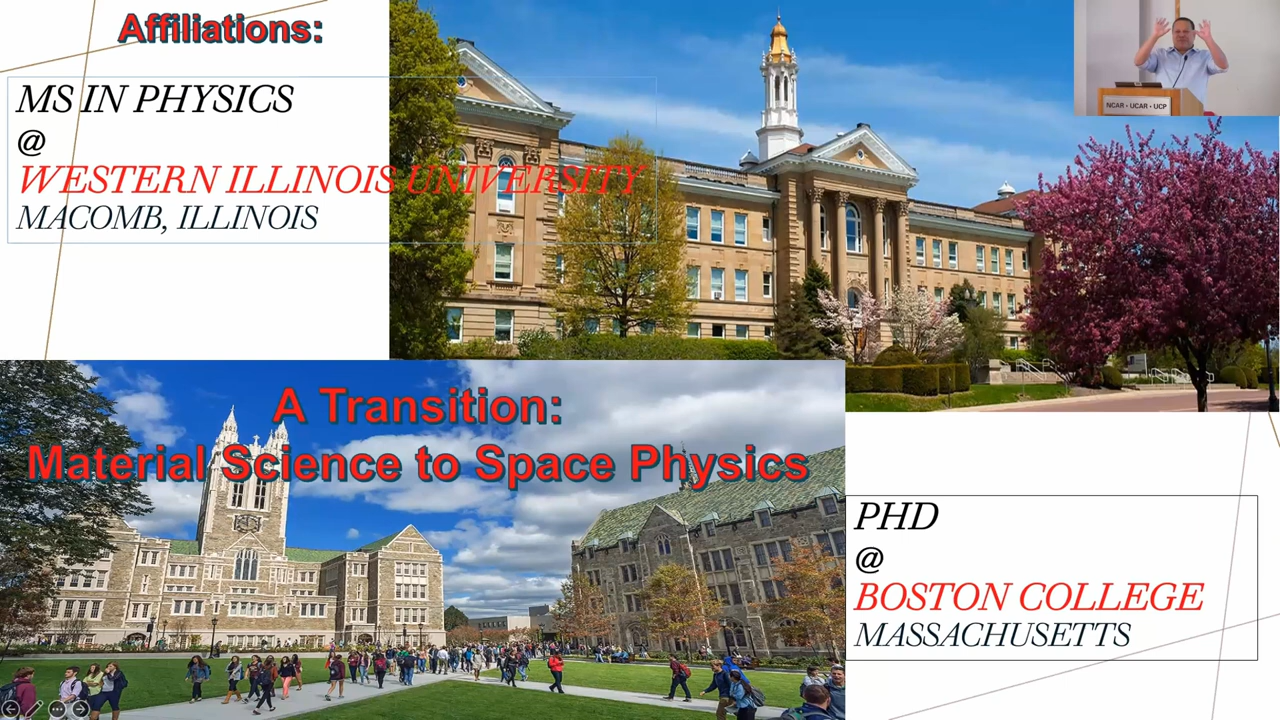 Affiliations:
MS IN PHYSICS
@
WESTERN ILLINOIS UNIVERSITY
MACOMB, ILLINOIS
NCAR • UCAR • UCP
A Transition:
Material Science to Space Physics
PHD
@
BOSTON COLLEGE
MASSACHUSETTS